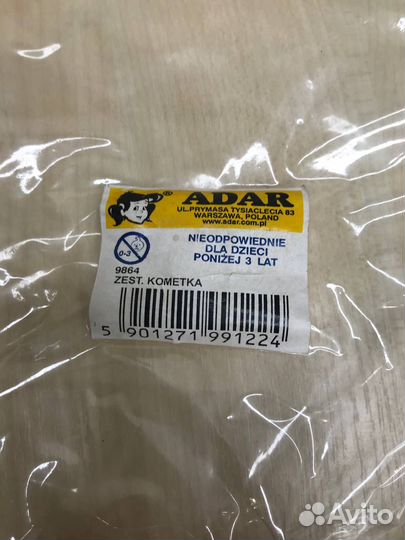 ADAR
®
UL.PRYMASA TYSIACLECIA 83
WARSZAWA, POLAND
www.adar.com.pl
0-3
NIEODPOWIEDNIE
DLA DZIECI
PONIŻEJ 3 LAT
9864
ZEST. KOMETKA
5 901271 991224
Avito